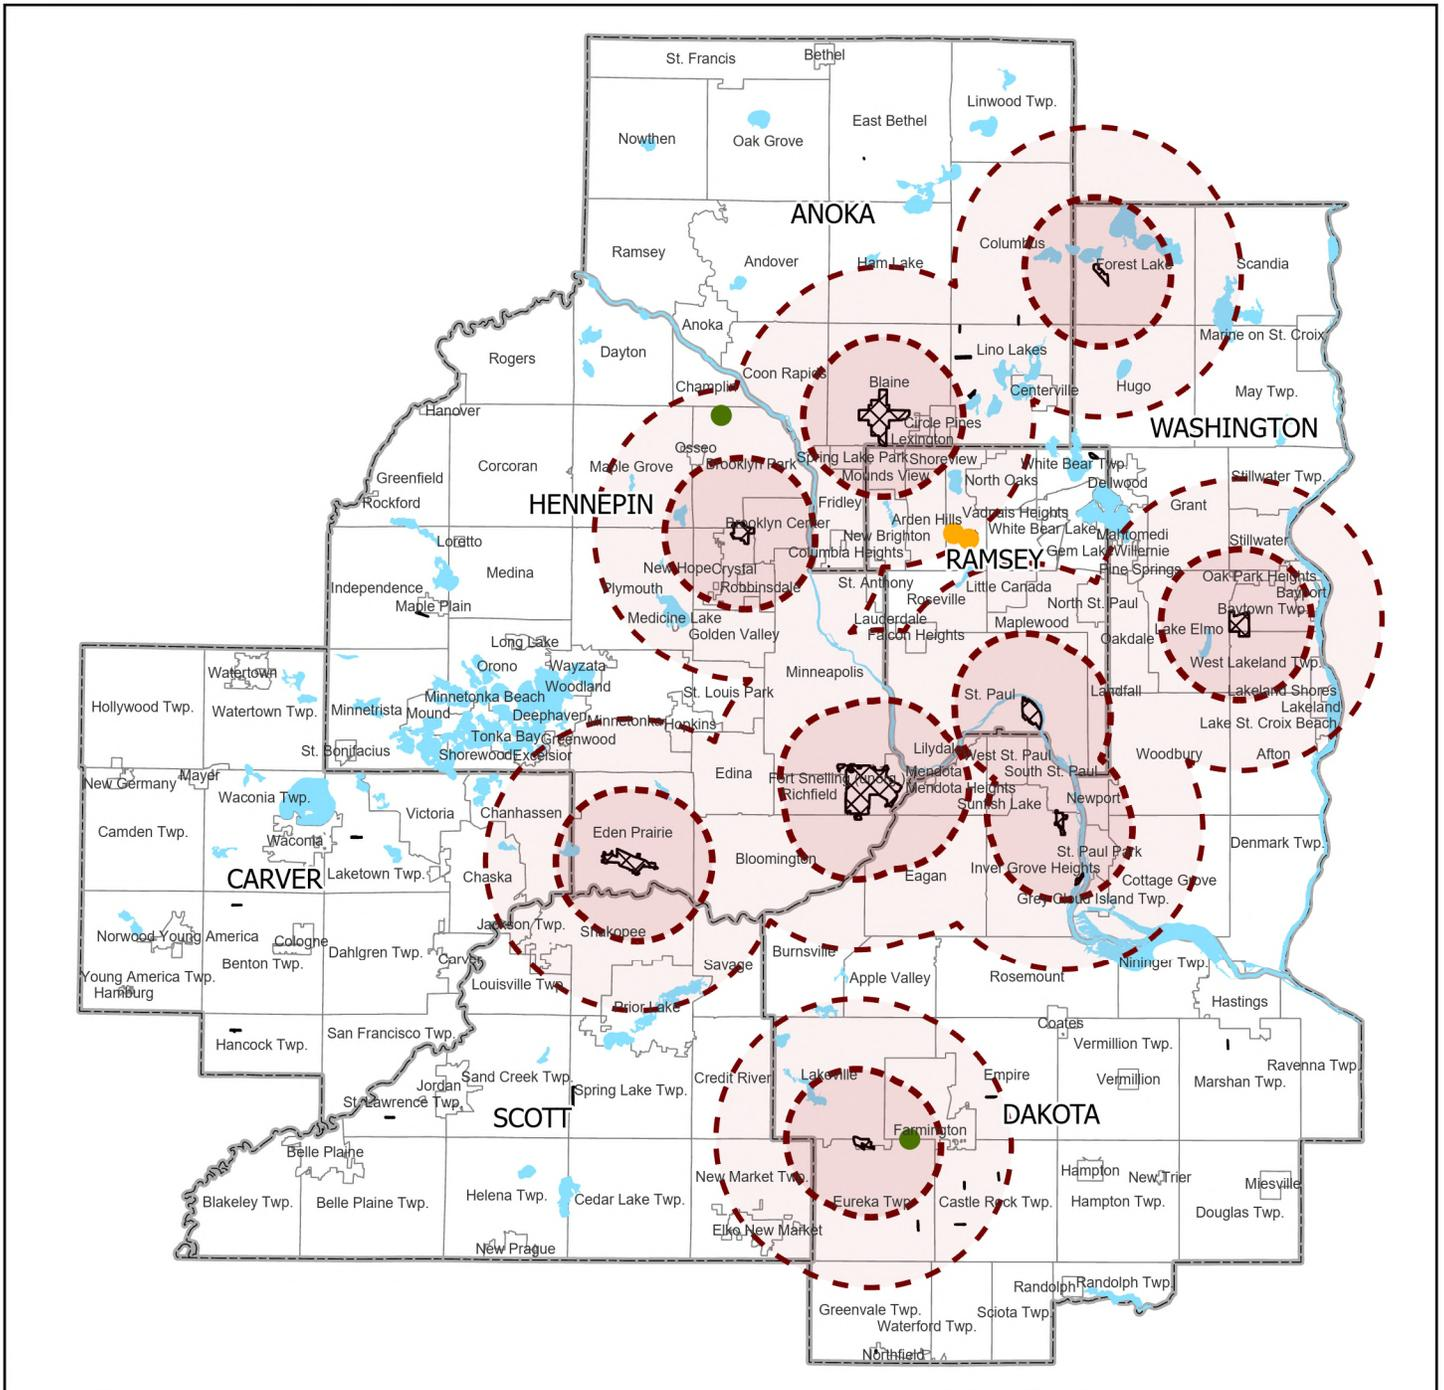 St. Francis
Bethel
Linwood Twp.
East Bethel
Nowthen
Oak Grove
ANOKA
Ramsey
Andover
Ham Lake
Columbus
Forest Lake
Scandia
Anoka
Rogers
Dayton
Lino Lakes
Marine on St. Croix
Coon Rapids
Blaine
Champlin
Centerville
Hugo
May Twp.
Hanover
Circle Pines
Lexington
WASHINGTON
Osseo
Maple Grove
Brooklyn Park
Spring Lake Park
Shoreview
White Bear Twp.
Corcoran
Greenfield
Mounds View
North Oaks
Dellwood
Stillwater Twp.
Rockford
HENNEPIN
Fridley
Grant
Vadnais Heights
Brooklyn Center
Arden Hills
White Bear Lake
Mahtomedi
Stillwater
Loretto
New Brighton
Columbia Heights
RAMSEY
Gem Lake
Willernie
Pine Springs
New Hope
Crystal
Medina
Independence
Oak Park Heights
Plymouth
Robbinsdale
St. Anthony
Little Canada
Bayport
Maple Plain
Roseville
North St. Paul
Baytown Twp.
Medicine Lake
Lauderdale
Maplewood
Golden Valley
Falcon Heights
Oakdale
Lake Elmo
Long Lake
Orono
Wayzata
West Lakeland Twp.
Watertown
Minneapolis
Woodland
St. Louis Park
St. Paul
Landfall
Lakeland Shores
Minnetonka Beach
Hollywood Twp.
Watertown Twp.
Minnetrista
Mound
Deephaven
Minnetonka
Hopkins
Lakeland
Lake St. Croix Beach
Tonka Bay
Greenwood
St. Bonifacius
Shorewood
Excelsior
Lilydale
West St. Paul
Woodbury
Afton
Mayer
New Germany
Edina
Fort Snelling (unorg.)
Mendota
South St. Paul
Richfield
Mendota Heights
Waconia Twp.
Sunfish Lake
Newport
Victoria
Chanhassen
Camden Twp.
Eden Prairie
Waconia
Denmark Twp.
Bloomington
St. Paul Park
CARVER
Laketown Twp.
Chaska
Eagan
Inver Grove Heights
Cottage Grove
Grey Cloud Island Twp.
Jackson Twp.
Shakopee
Norwood Young America
Cologne
Dahlgren Twp.
Burnsville
Carver
Benton Twp.
Savage
Nininger Twp.
Young America Twp.
Louisville Twp.
Apple Valley
Rosemount
Hamburg
Prior Lake
Hastings
Coates
San Francisco Twp.
Hancock Twp.
Vermillion Twp.
Ravenna Twp.
Jordan
Sand Creek Twp.
Credit River
Lakeville
Empire
Vermillion
Marshan Twp.
Spring Lake Twp.
St. Lawrence Twp.
SCOTT
DAKOTA
Farmington
Belle Plaine
New Market Twp.
Hampton
New Trier
Miesville
Blakeley Twp.
Belle Plaine Twp.
Helena Twp.
Cedar Lake Twp.
Eureka Twp.
Castle Rock Twp.
Hampton Twp.
Douglas Twp.
Elko New Market
New Prague
Randolph
Randolph Twp.
Greenvale Twp.
Sciota Twp.
Waterford Twp.
Northfield